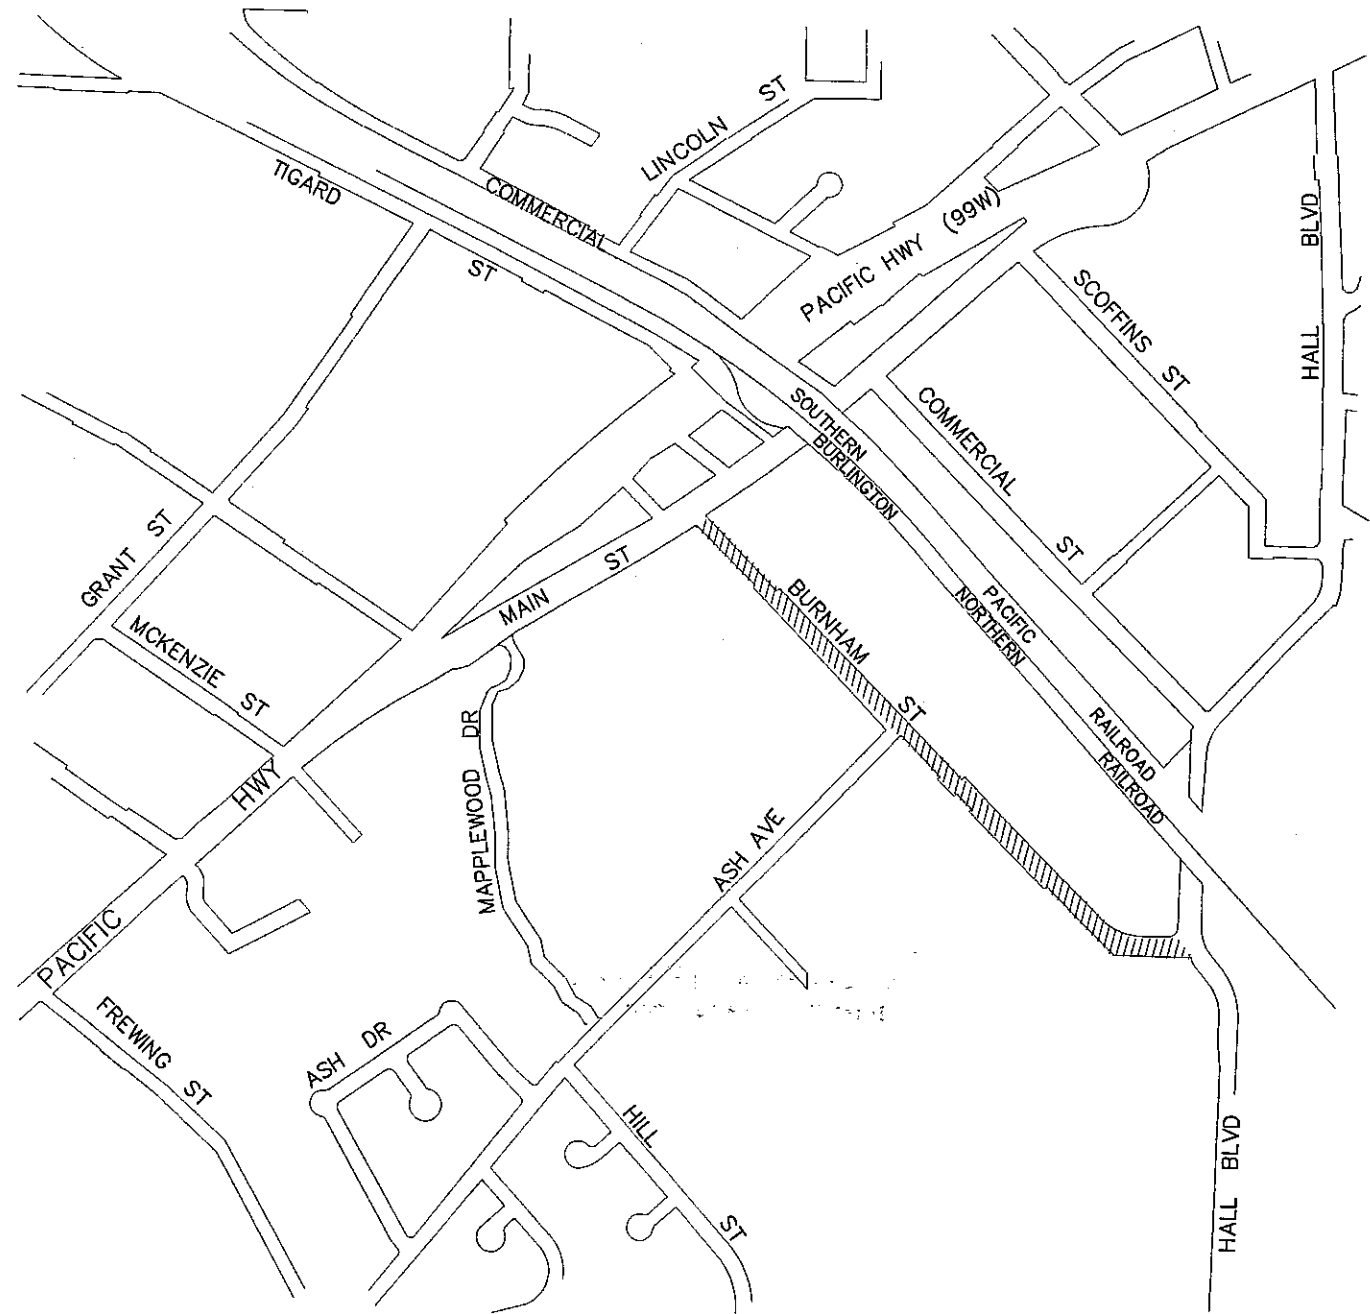 LINCOLN ST
TIGARD
ST
COMMERCIAL
PACIFIC HWY (99W)
HALL BLVD
SCOFFINS ST
COMMERCIAL ST
SOUTHERN
BURLINGTON
PACIFIC
NORTHERN
RAILROAD
RAILROAD
GRANT ST
MCKENZIE ST
MAIN ST
BURNHAM ST
HWY
PACIFIC
MAPPLEWOOD DR
ASH AVE
FREWING ST
ASH DR
HILL ST
HALL BLVD